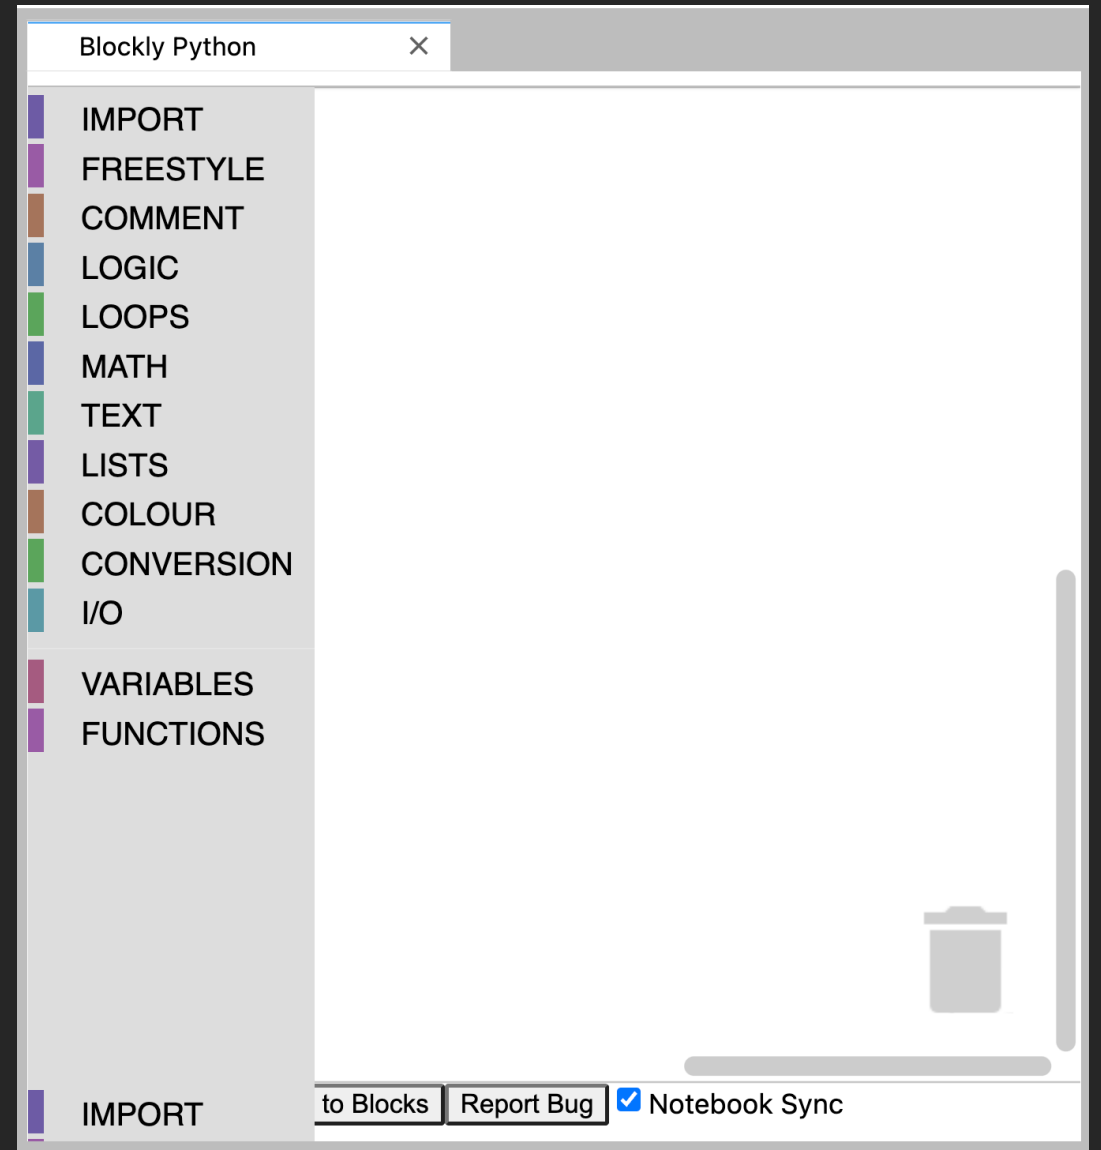 Blockly Python
IMPORT
FREESTYLE
COMMENT
LOGIC
LOOPS
MATH
TEXT
LISTS
COLOUR
CONVERSION
I/O
VARIABLES
FUNCTIONS
IMPORT
to Blocks
Report Bug
Notebook Sync